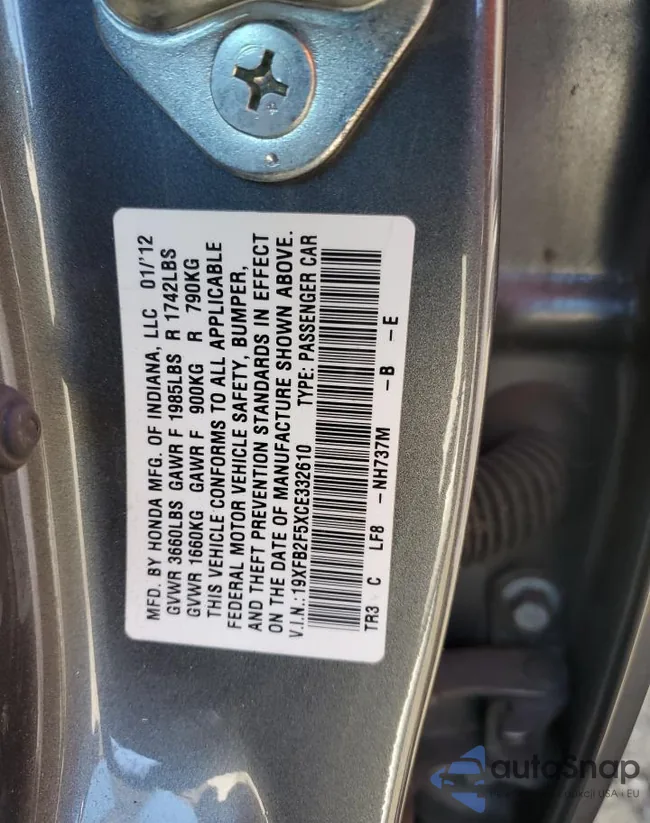 MFD. BY HONDA MFG. OF INDIANA, LLC 01/'12
GVWR 3660LBS GAWR F 1985LBS R 1742LBS
GVWR 1660KG GAWR F 900KG R 790KG
THIS VEHICLE CONFORMS TO ALL APPLICABLE
FEDERAL MOTOR VEHICLE SAFETY, BUMPER,
AND THEFT PREVENTION STANDARDS IN EFFECT
ON THE DATE OF MANUFACTURE SHOWN ABOVE.
V.I.N.:19XFB2F5XCE332610 TYPE: PASSENGER CAR
TR3 C LF8 -NH737M -B -E
autoSnap
USA • EU